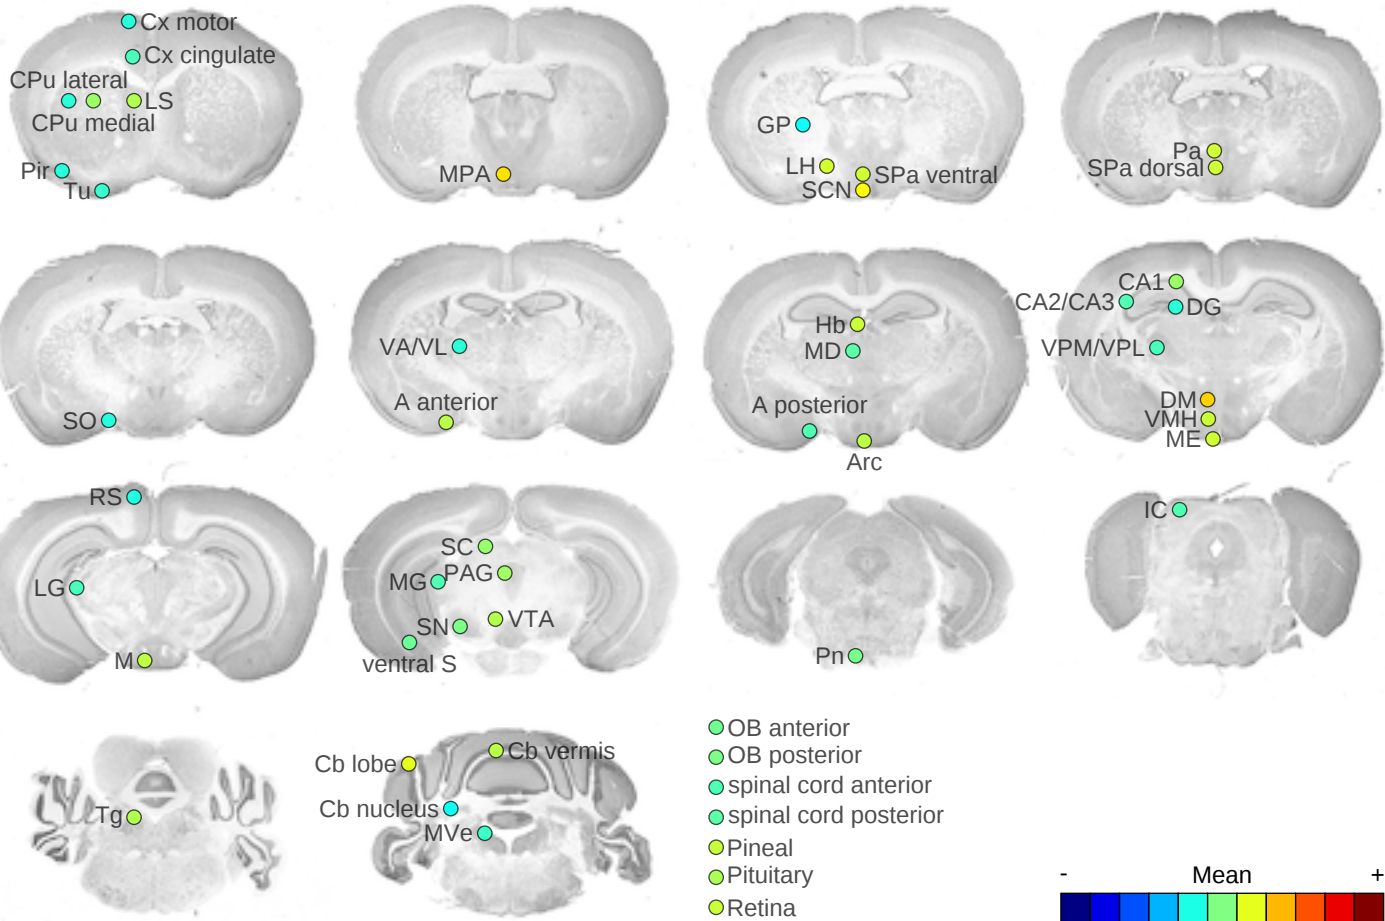 Cx motor
Cx cingulate
CPu lateral
LS
CPu medial
Pir
Tu
MPA
GP
LH
SPa ventral
SCN
Pa
SPa dorsal
SO
VA/VL
A anterior
Hb
MD
A posterior
Arc
CA1
CA2/CA3
DG
VPM/VPL
DM
VMH
ME
RS
LG
M
SC
MG
PAG
SN
VTA
ventral S
Pn
IC
Tg
Cb lobe
Cb vermis
Cb nucleus
MVe
OB anterior
OB posterior
spinal cord anterior
spinal cord posterior
Pineal
Pituitary
Retina
- Mean +